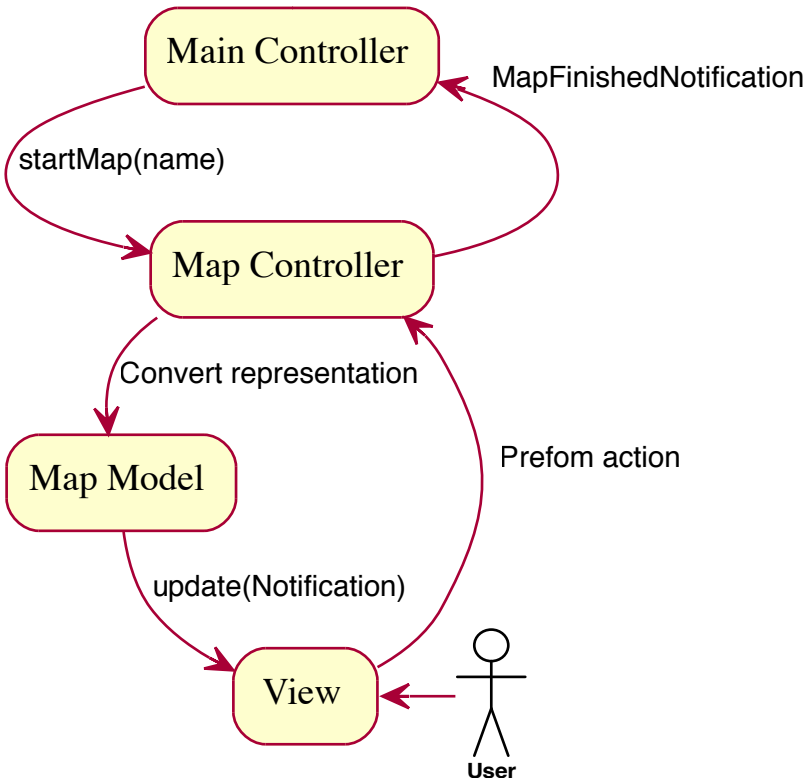 Main Controller
MapFinishedNotification
startMap(name)
Map Controller
Convert representation
Prefom action
Map Model
update(Notification)
View
User